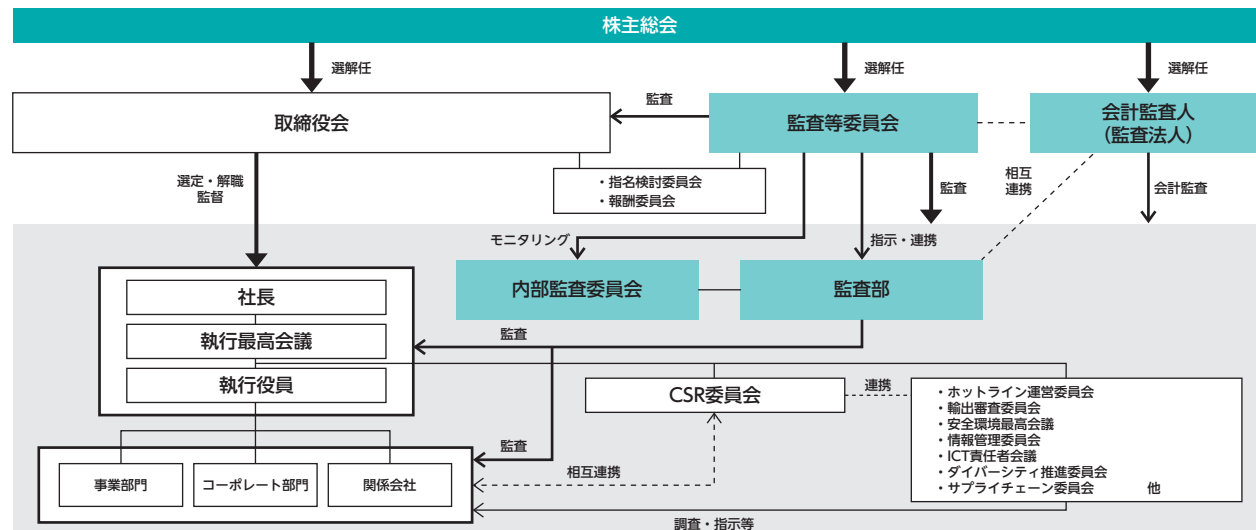 株主総会
選解任
選解任
選解任
取締役会
監査
監査等委員会
会計監査人
（監査法人）
・指名検討委員会
・報酬委員会
選定・解職
監督
監査
相互
連携
会計監査
モニタリング
指示・連携
内部監査委員会
監査部
社長
執行最高会議
執行役員
監査
CSR委員会
連携
・ホットライン運営委員会
・輸出審査委員会
・安全環境最高会議
・情報管理委員会
・ICT責任者会議
・ダイバーシティ推進委員会
・サプライチェーン委員会　他
監査
事業部門
コーポレート部門
関係会社
相互連携
調査・指示等